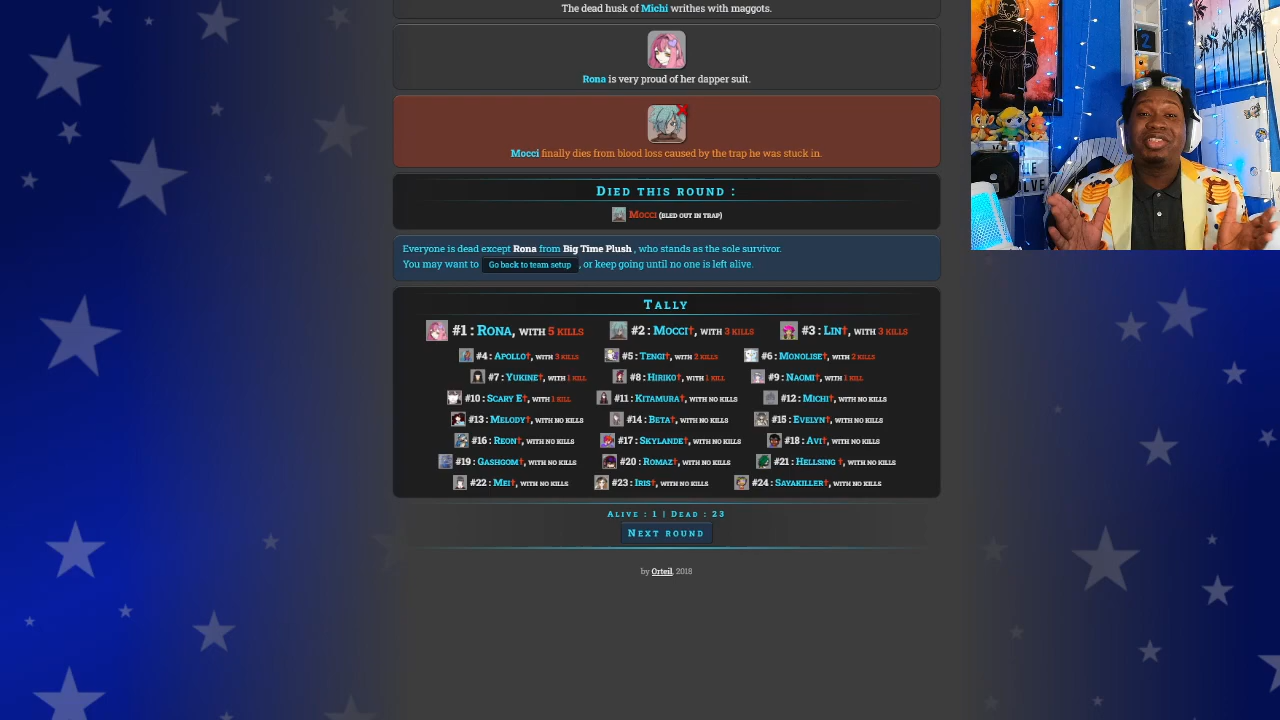 The dead husk of Michi writhes with maggots.
Rona is very proud of her dapper suit.
Mocci finally dies from blood loss caused by the trap he was stuck in.
Died this round :
Mocci (bled out in trap)
Everyone is dead except Rona from Big Time Plush , who stands as the sole survivor.
You may want to Go back to team setup , or keep going until no one is left alive.
Tally
#1 : Rona, with 5 kills #2 : Mocci†, with 3 kills #3 : Lin†, with 3 kills
#4 : Apollo†, with 3 kills #5 : Tengi†, with 2 kills #6 : Monolise†, with 2 kills
#7 : Yukine†, with 1 kill #8 : Hiriko†, with 1 kill #9 : Naomi†, with 1 kill
#10 : Scary E†, with 1 kill #11 : Kitamura†, with no kills #12 : Michi†, with no kills
#13 : Melody†, with no kills #14 : Beta†, with no kills #15 : Evelyn†, with no kills
#16 : Reon†, with no kills #17 : Skylande†, with no kills #18 : Avi†, with no kills
#19 : Gashgom†, with no kills #20 : Romaz†, with no kills #21 : Hellsing †, with no kills
#22 : Mei†, with no kills #23 : Iris†, with no kills #24 : Sayakiller†, with no kills
Alive : 1 | Dead : 23
Next round
by Orteil, 2018
2